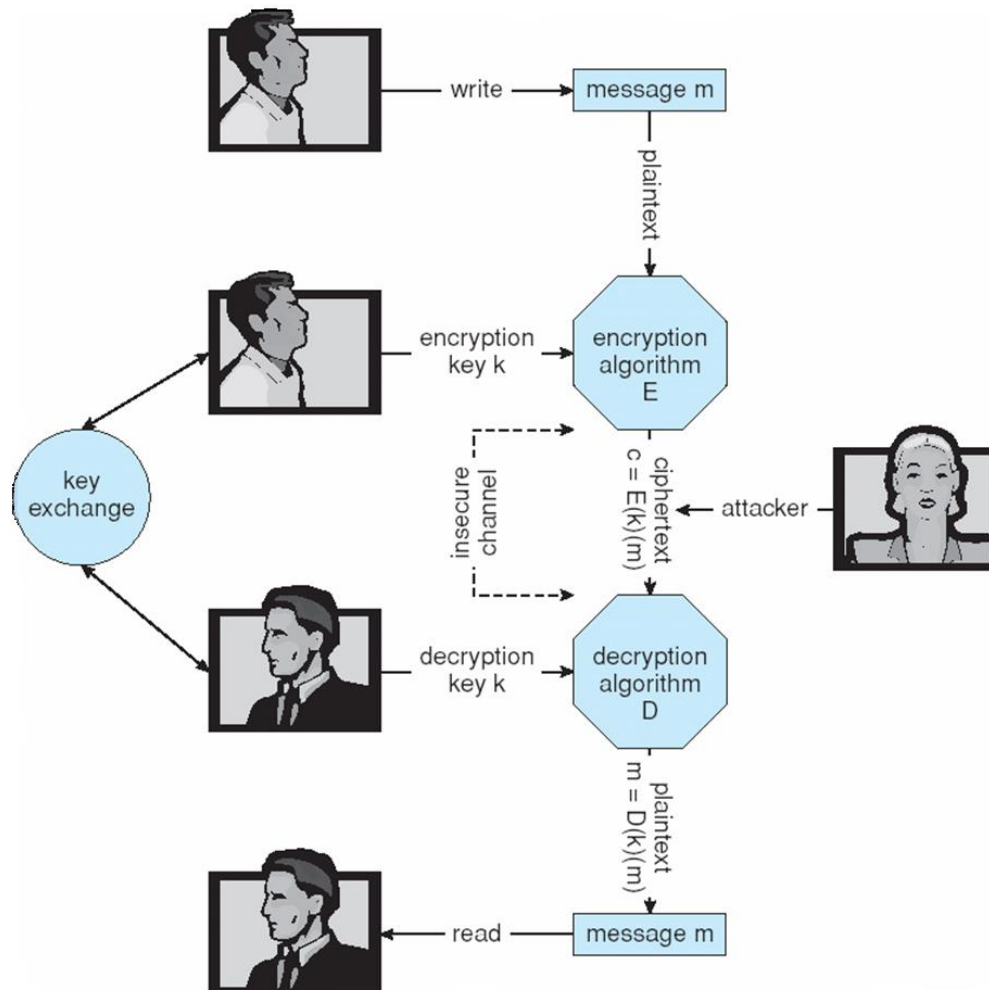 write
message m
plaintext
encryption
key k
encryption
algorithm
E
key
exchange
insecure
channel
ciphertext
c = E(k)(m)
attacker
decryption
key k
decryption
algorithm
D
plaintext
m = D(k)(m)
read
message m